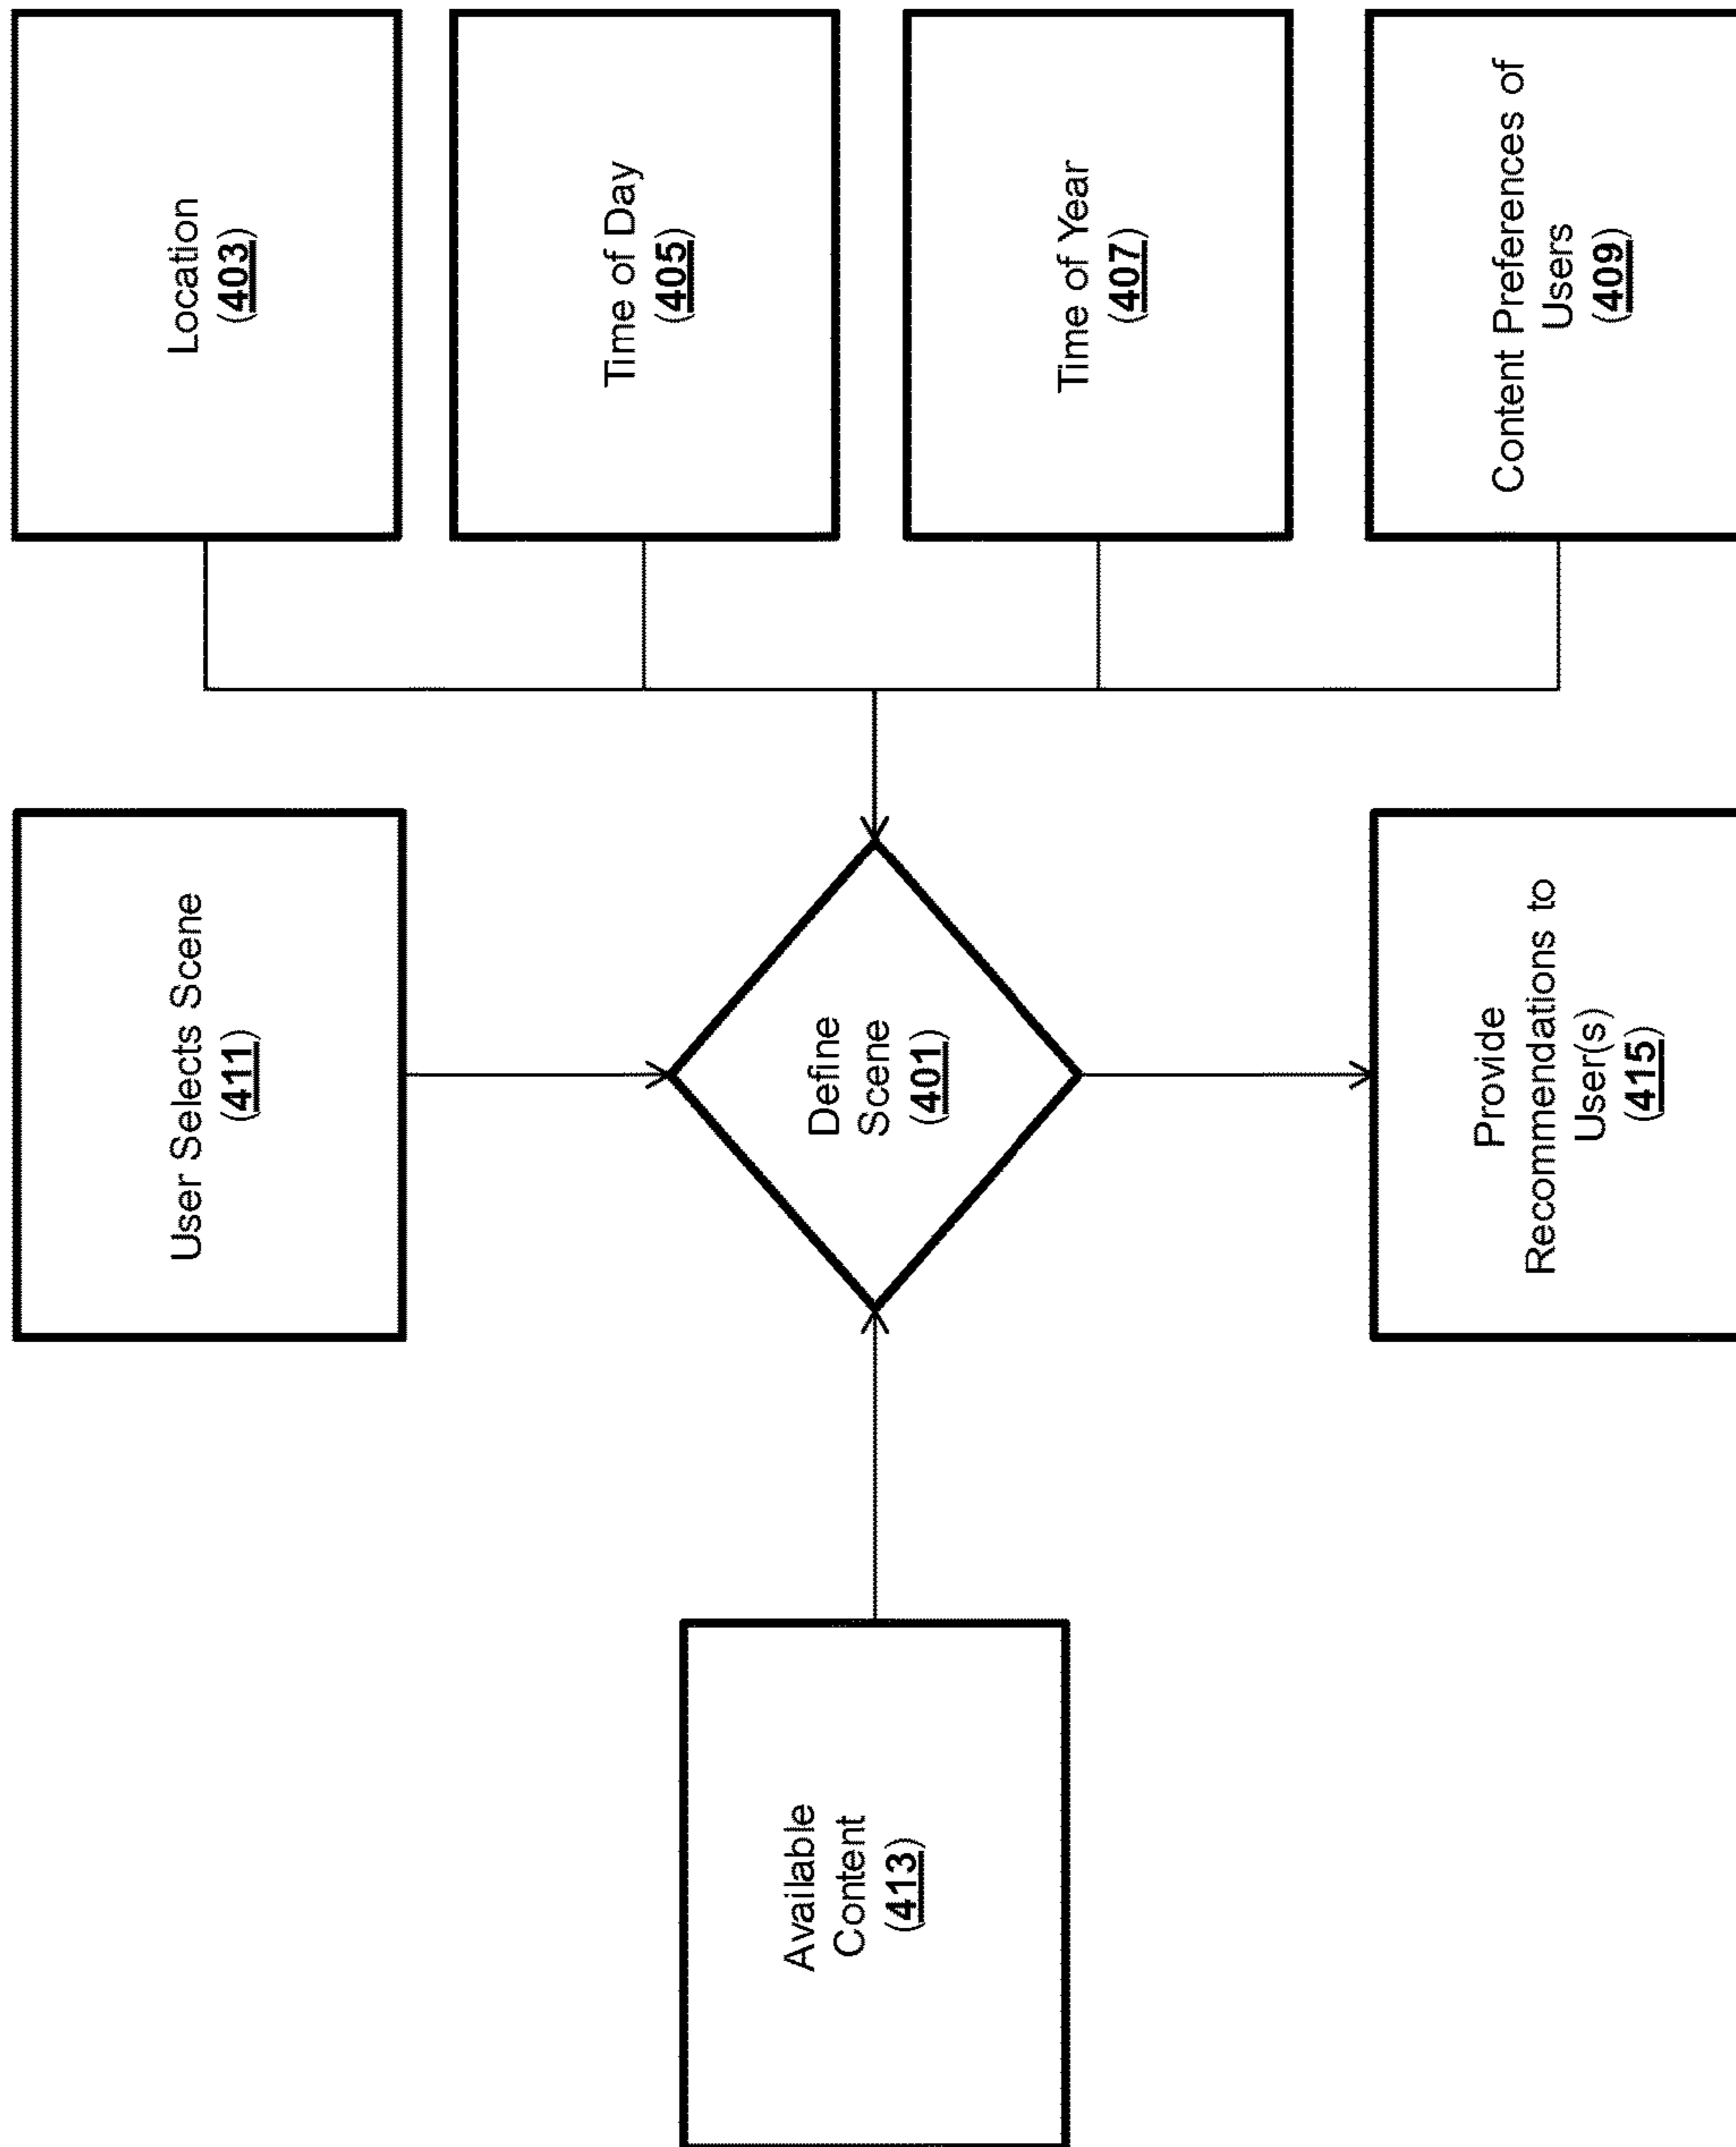 Location
(403)
Time of Day
(405)
Time of Year
(407)
Content Preferences of
Users
(409)
User Selects Scene
(411)
Define
Scene
(401)
Provide
Recommendations to
User(s)
(415)
Available
Content
(413)